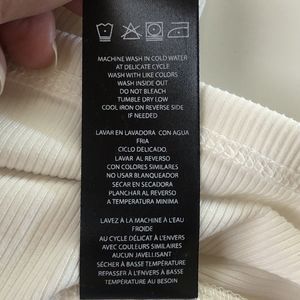 MACHINE WASH IN COLD WATER
AT DELICATE CYCLE
WASH WITH LIKE COLORS
WASH INSIDE OUT
DO NOT BLEACH
TUMBLE DRY LOW
COOL IRON ON REVERSE SIDE
IF NEEDED
LAVAR EN LAVADORA CON AGUA
FRIA
CICLO DELICADO,
LAVAR AL REVERSO
CON COLORES SIMILARES
NO USAR BLANQUEADOR
SECAR EN SECADORA
PLANCHAR AL REVERSO
A TEMPERATURA MINIMA
LAVEZ À LA MACHINE À L'EAU
FROIDE
AU CYCLE DÉLICAT À L'ENVERS
AVEC COULEURS SIMILAIRES
AUCUN JAVELLISANT
SÉCHER À BASSE TEMPÉRATURE
REPASSER À L'ENVERS À BASSE
TEMPÉRATURE AU BESOIN